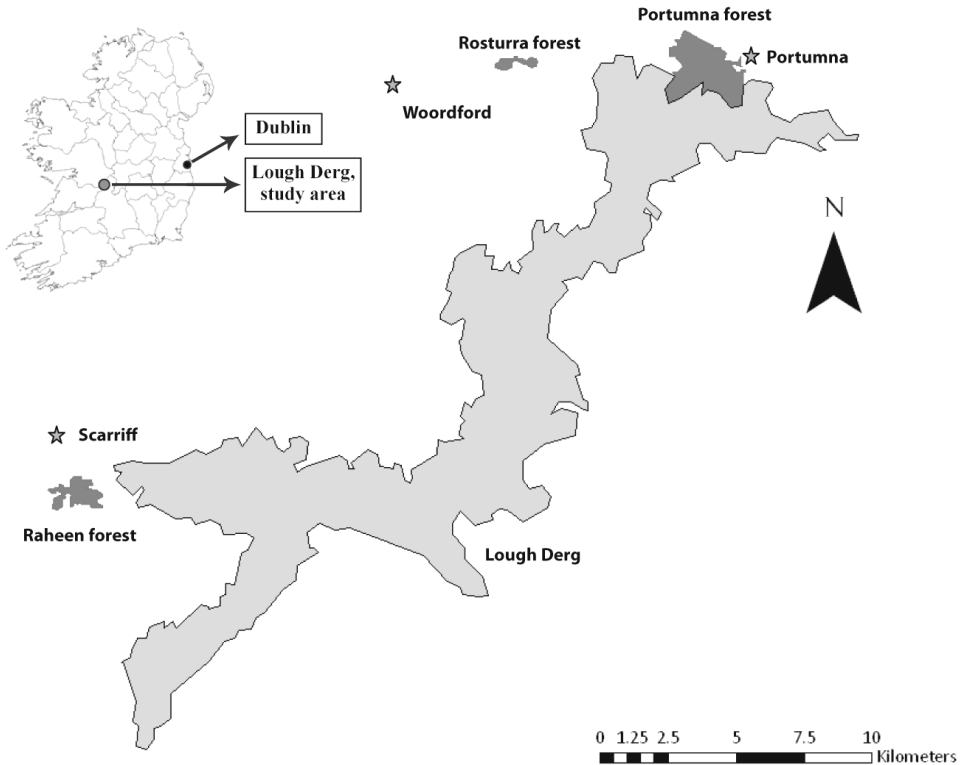 Portumna forest
Rosturra forest
Portumna
Woordford
Dublin
Lough Derg,
study area
N
Scarriff
Raheen forest
Lough Derg
0 1.25 2.5 5 7.5 10
Kilometers